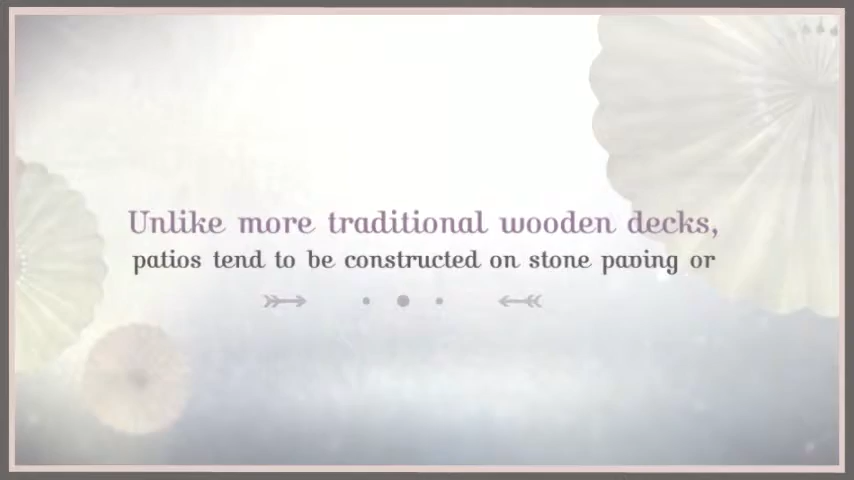 Unlike more traditional wooden decks,
patios tend to be constructed on stone paving or